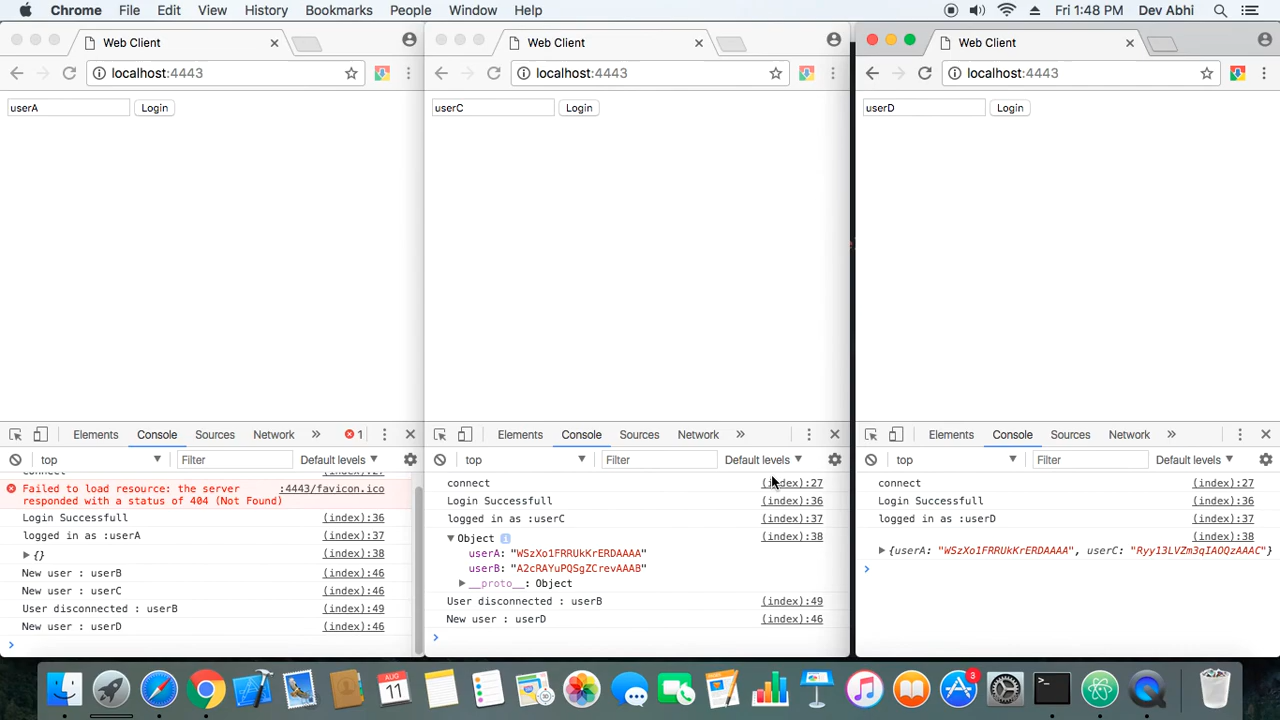 Chrome File Edit View History Bookmarks People Window Help Fri 1:48 PM Dev Abhi
Web Client
localhost:4443
userA Login
Elements Console Sources Network » 1
top Filter Default levels
Failed to load resource: the server :4443/favicon.ico
responded with a status of 404 (Not Found)
Login Successfull (index):36
logged in as :userA (index):37
{} (index):38
New user : userB (index):46
New user : userC (index):46
User disconnected : userB (index):49
New user : userD (index):46
Web Client
localhost:4443
userC Login
Elements Console Sources Network »
top Filter Default levels
connect (index):27
Login Successfull (index):36
logged in as :userC (index):37
Object (index):38
userA: "WSzXo1FRRUkKrERDAAAA"
userB: "A2cRAYuPQSgZCrevAAAB"
__proto__: Object
User disconnected : userB (index):49
New user : userD (index):46
Web Client
localhost:4443
userD Login
Elements Console Sources Network »
top Filter Default levels
connect (index):27
Login Successfull (index):36
logged in as :userD (index):37
(index):38
{userA: "WSzXo1FRRUkKrERDAAAA", userC: "Ryy13LVZm3qIAOQzAAAC"}
AUG
11
3